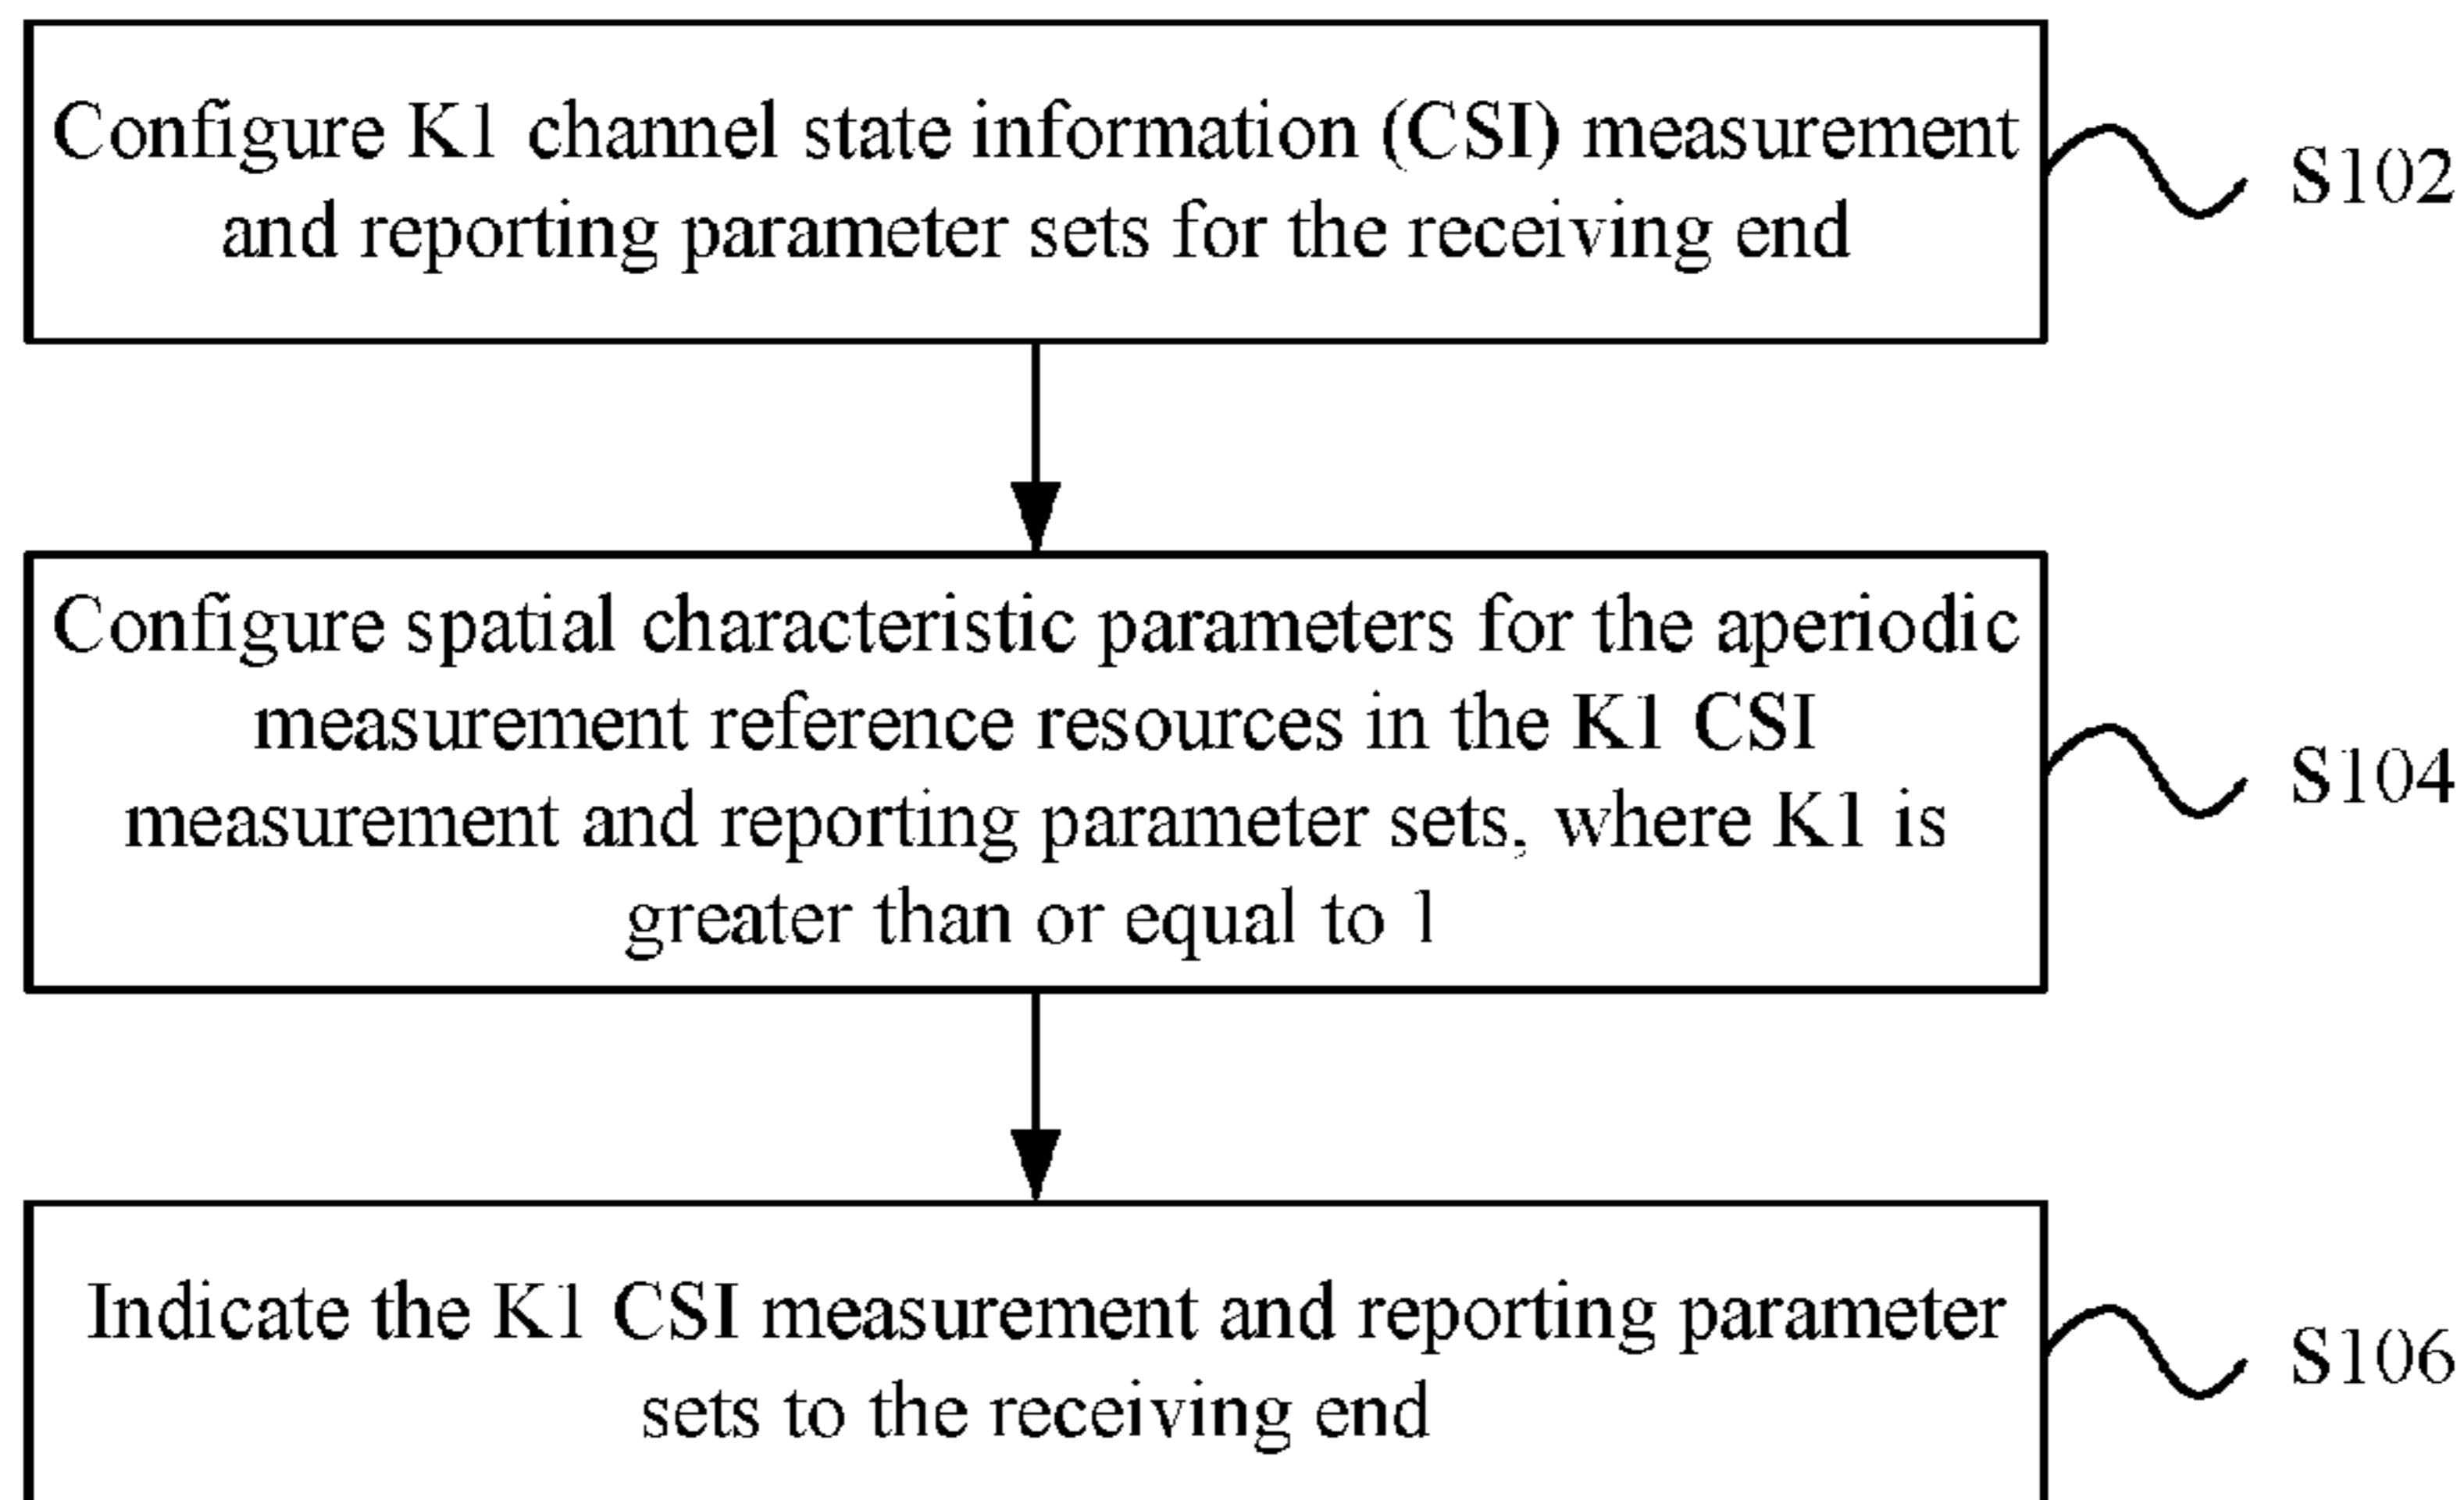 Configure K1 channel state information (CSI) measurement
and reporting parameter sets for the receiving end
S102
Configure spatial characteristic parameters for the aperiodic
measurement reference resources in the K1 CSI
measurement and reporting parameter sets, where K1 is
greater than or equal to 1
S104
Indicate the K1 CSI measurement and reporting parameter
sets to the receiving end
S106